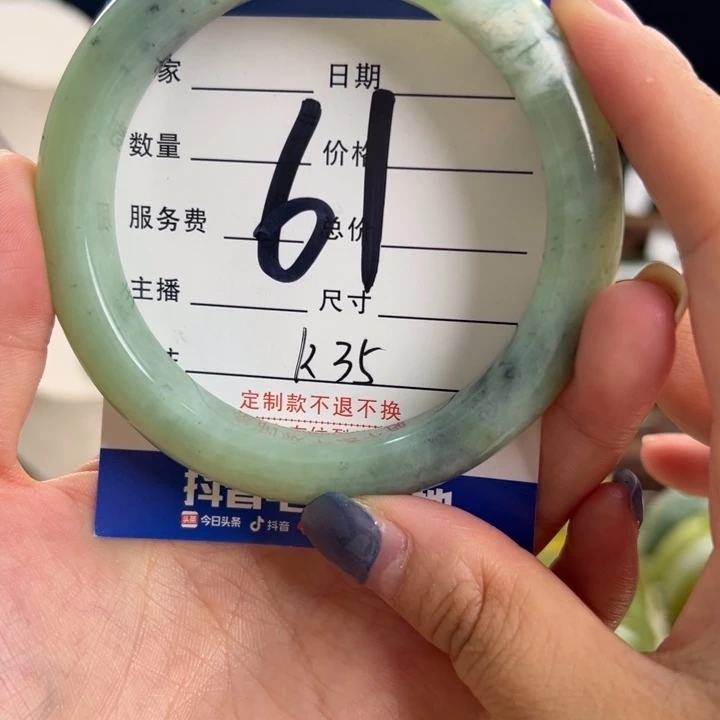 家 日期
数量 价格
服务费 总价
主播 尺寸
61
K35
定制款不退不换
抖音
今日头条 抖音